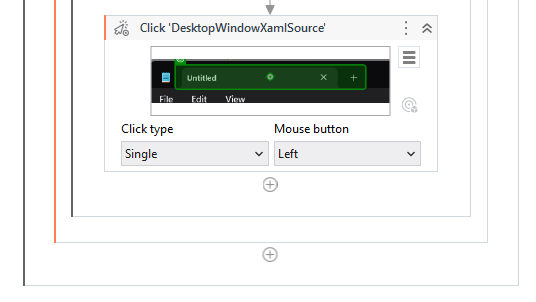 Click 'DesktopWindowXamlSource'
Untitled
File Edit View
Click type Mouse button
Single Left